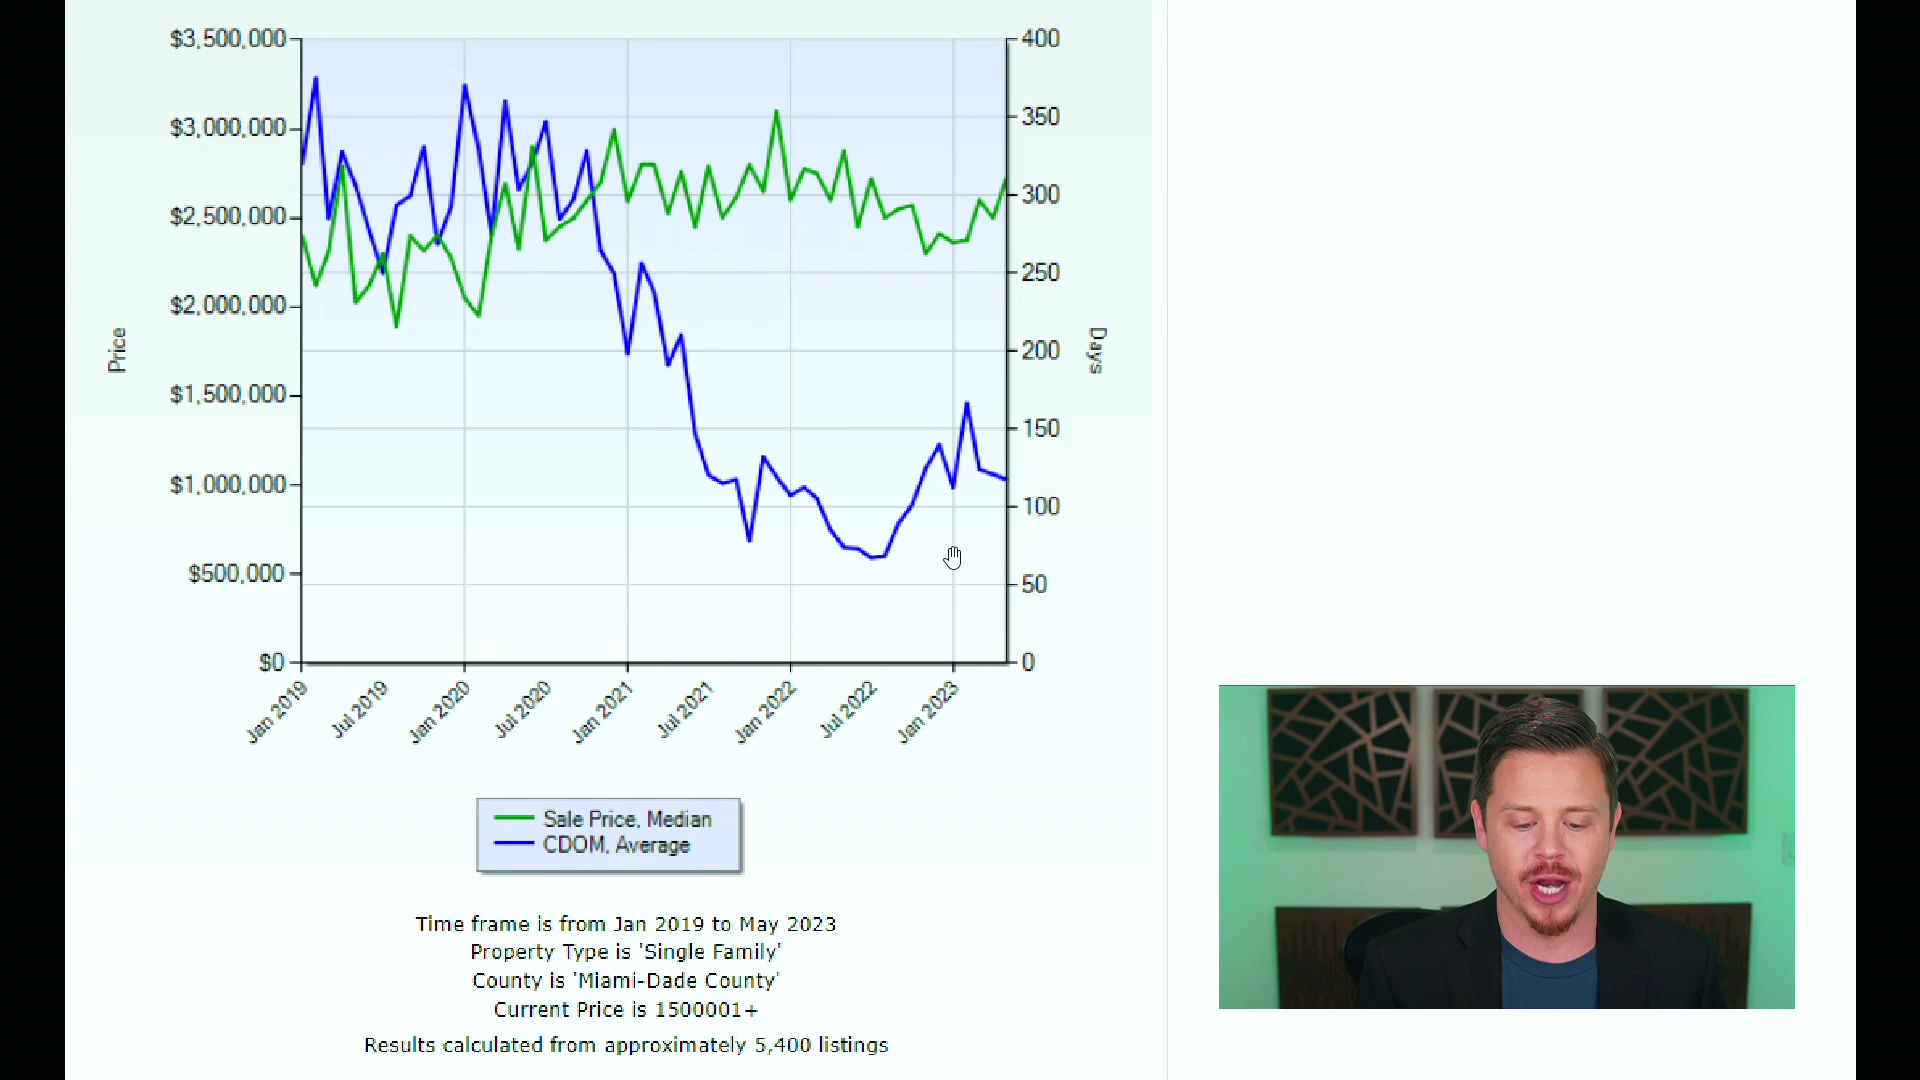 $3,500,000
$3,000,000
$2,500,000
$2,000,000
$1,500,000
$1,000,000
$500,000
$0
Price
400
350
300
250
200
150
100
50
0
Days
Jan 2019
Jul 2019
Jan 2020
Jul 2020
Jan 2021
Jul 2021
Jan 2022
Jul 2022
Jan 2023
Sale Price, Median
CDOM, Average
Time frame is from Jan 2019 to May 2023
Property Type is 'Single Family'
County is 'Miami-Dade County'
Current Price is 1500001+
Results calculated from approximately 5,400 listings